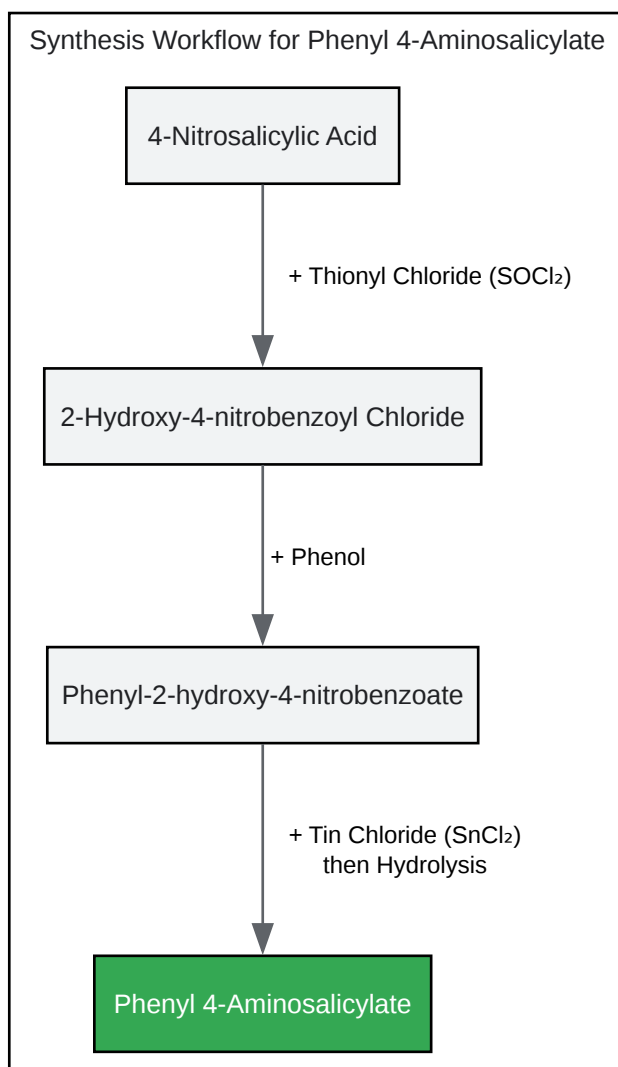 Synthesis Workflow for Phenyl 4-Aminosalicylate
4-Nitrosalicylic Acid
+ Thionyl Chloride (SOCl₂)
2-Hydroxy-4-nitrobenzoyl Chloride
+ Phenol
Phenyl-2-hydroxy-4-nitrobenzoate
+ Tin Chloride (SnCl₂)
then Hydrolysis
Phenyl 4-Aminosalicylate